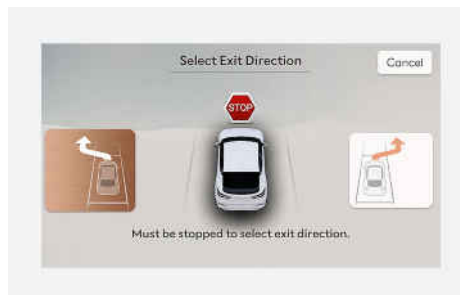 Select Exit Direction
Cancel
STOP
Must be stopped to select exit direction.